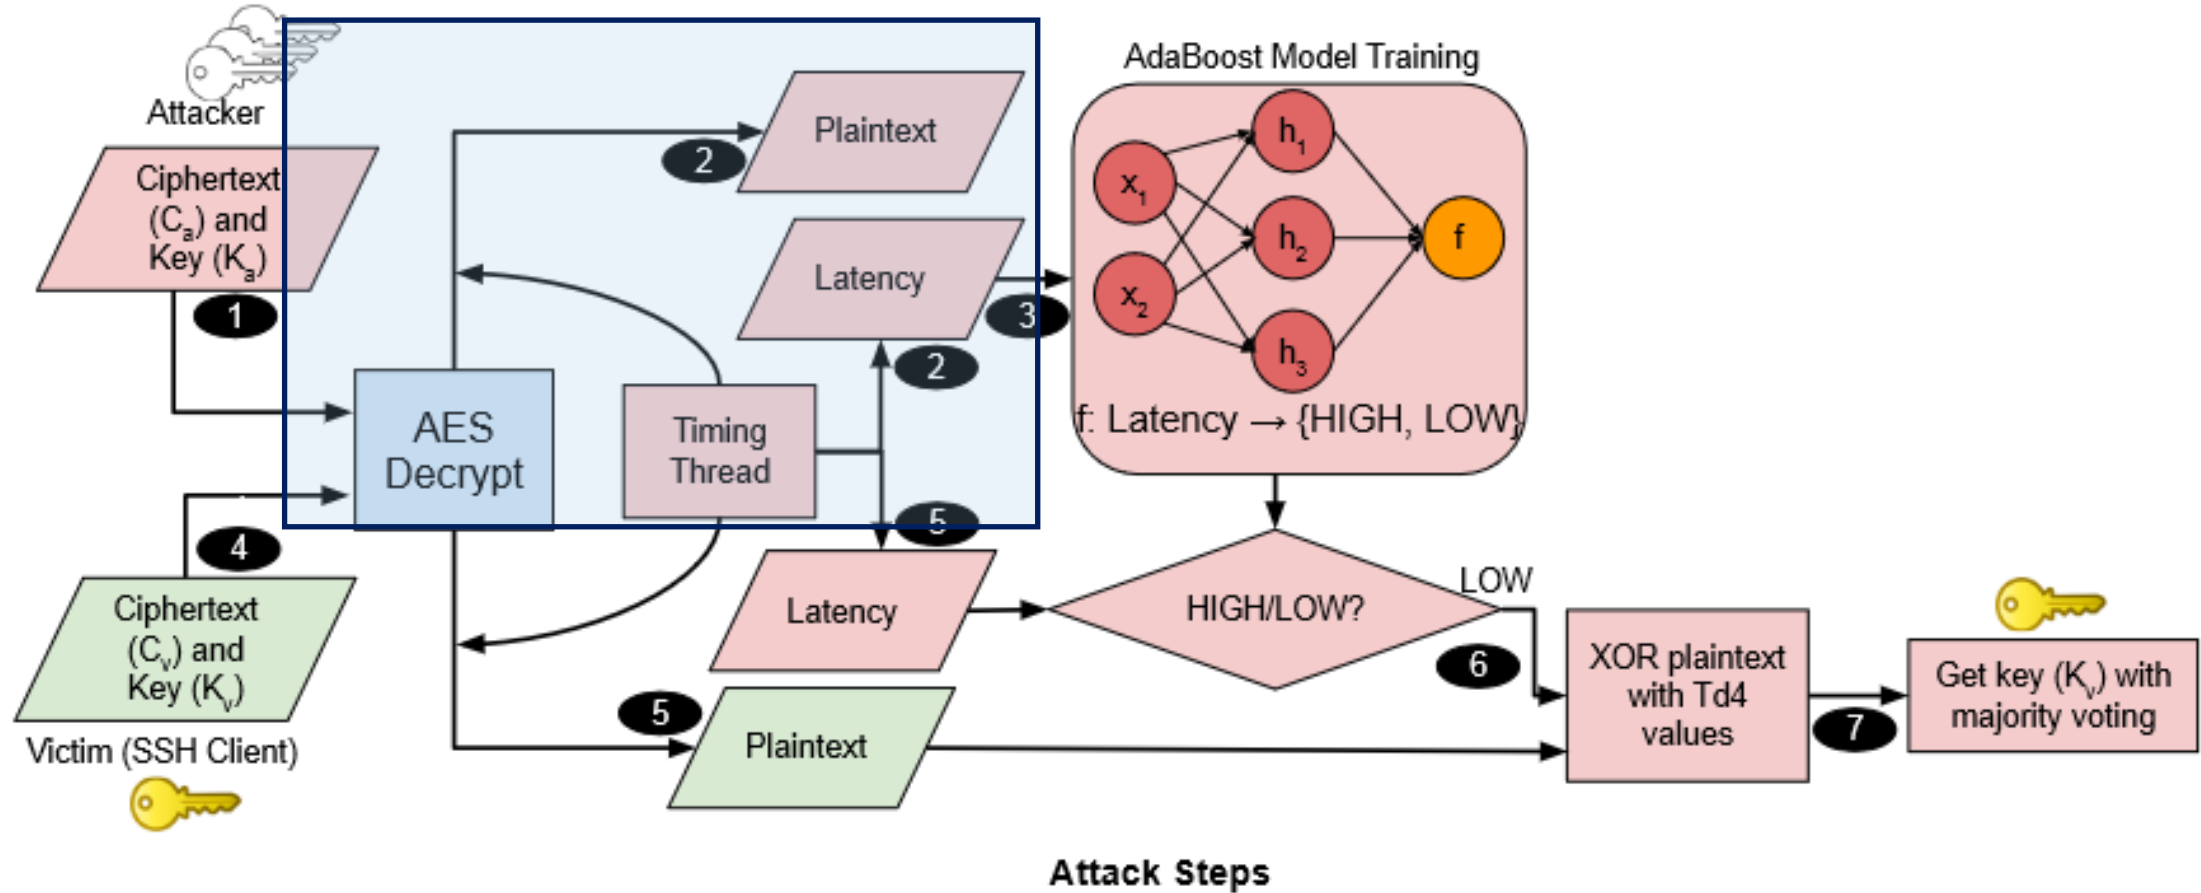 Attacker
Ciphertext
(Ca) and
Key (Ka)
1
2
Plaintext
Latency
2
3
AES
Decrypt
Timing
Thread
AdaBoost Model Training
x1
x2
h1
h2
h3
f
f: Latency → {HIGH, LOW}
4
Ciphertext
(Cv) and
Key (Kv)
Victim (SSH Client)
5
Latency
5
Plaintext
HIGH/LOW?
LOW
6
XOR plaintext
with Td4
values
7
Get key (Kv) with
majority voting
Attack Steps